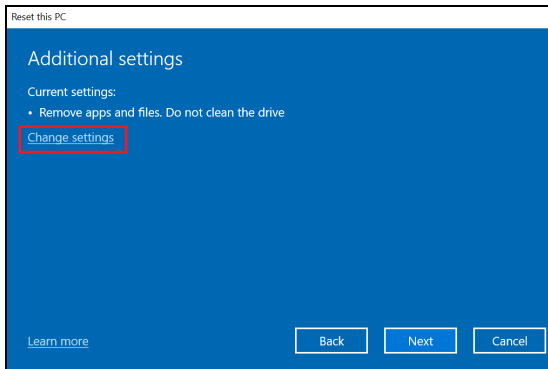 Reset this PC
Additional settings
Current settings:
• Remove apps and files. Do not clean the drive
Change settings
Learn more
Back
Next
Cancel